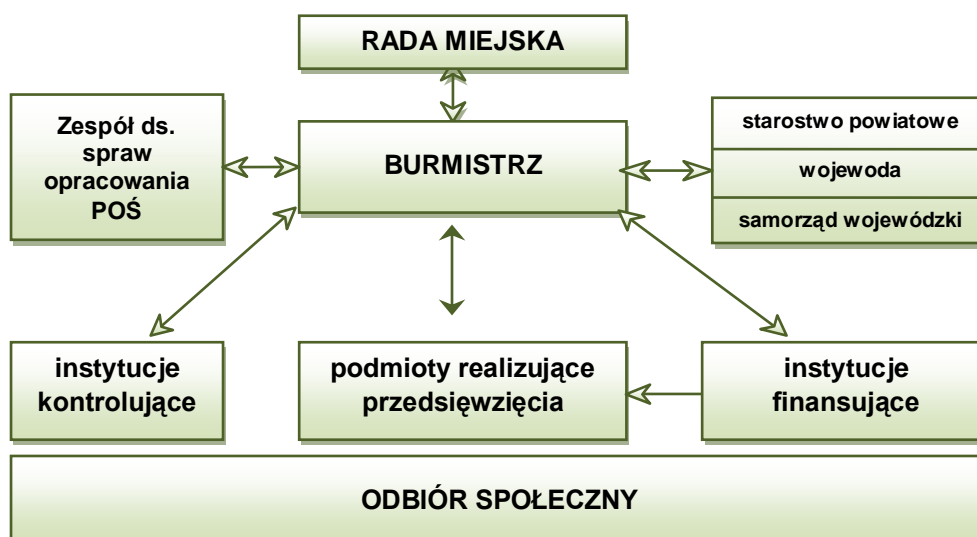 RADA MIEJSKA
Zespół ds.
spraw
opracowania
POŚ
BURMISTRZ
starostwo powiatowe
wojewoda
samorząd wojewódzki
instytucje
kontrolujące
podmioty realizujące
przedsięwzięcia
instytucje
finansujące
ODBIÓR SPOŁECZNY